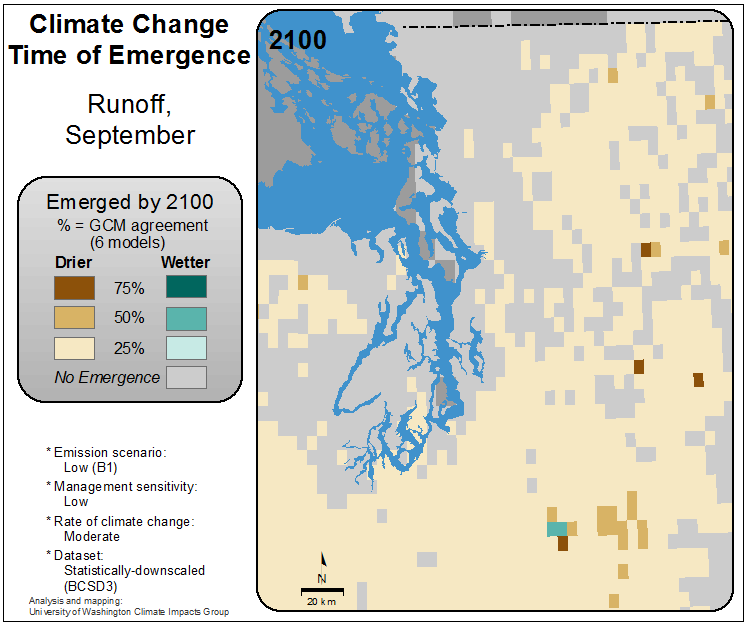 Climate Change
Time of Emergence
Runoff,
September
Emerged by 2100
% = GCM agreement
(6 models)
Drier Wetter
75%
50%
25%
No Emergence
* Emission scenario:
Low (B1)
* Management sensitivity:
Low
* Rate of climate change:
Moderate
* Dataset:
Statistically-downscaled
(BCSD3)
Analysis and mapping:
University of Washington Climate Impacts Group
2100
N
20 km